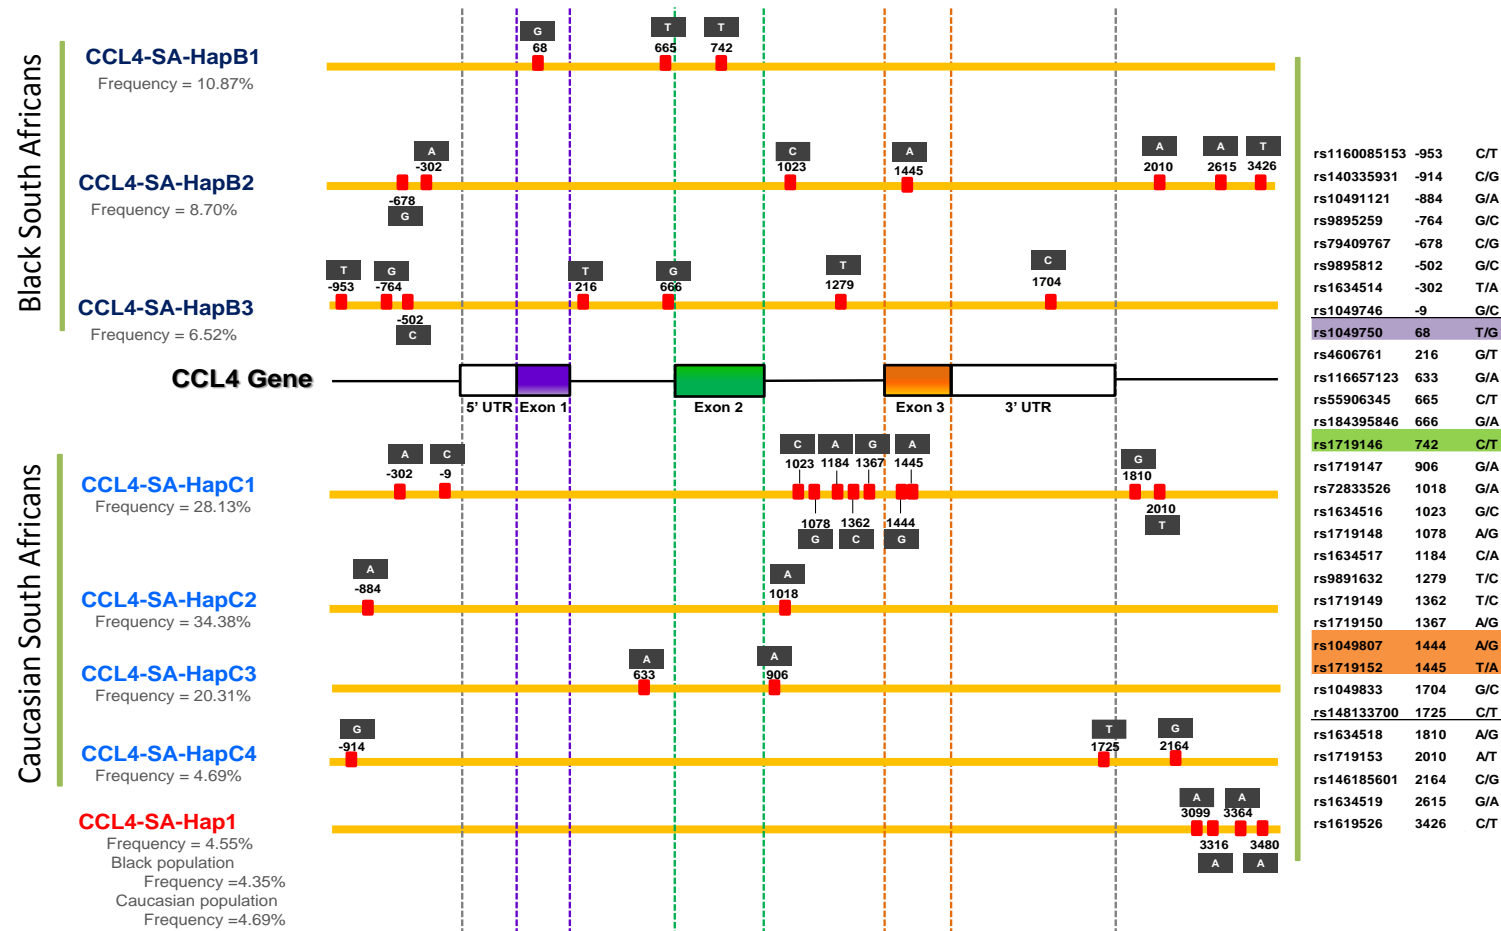 Black South Africans
CCL4-SA-HapB1
Frequency = 10.87%
G T T
68 665 742
CCL4-SA-HapB2
Frequency = 8.70%
A C A A A T
-302 1023 1445 2010 2615 3426
-678
G
CCL4-SA-HapB3
Frequency = 6.52%
T G T G T C
-953 -764 216 666 1279 1704
-502
C
CCL4 Gene
5’ UTR Exon 1 Exon 2 Exon 3 3’ UTR
Caucasian South Africans
CCL4-SA-HapC1
Frequency = 28.13%
A C C A G A G
-302 -9 1023 1184 1367 1445 1810
1078 1362 1444 2010
G C G T
CCL4-SA-HapC2
Frequency = 34.38%
A A
-884 1018
CCL4-SA-HapC3
Frequency = 20.31%
A A
633 906
CCL4-SA-HapC4
Frequency = 4.69%
G T G
-914 1725 2164
CCL4-SA-Hap1
Frequency = 4.55%
Black population
Frequency =4.35%
Caucasian population
Frequency =4.69%
A A
3099 3364
3316 3480
A A
rs1160085153 -953 C/T
rs140335931 -914 C/G
rs10491121 -884 G/A
rs9895259 -764 G/C
rs79409767 -678 C/G
rs9895812 -502 G/C
rs1634514 -302 T/A
rs1049746 -9 G/C
rs1049750 68 T/G
rs4606761 216 G/T
rs116657123 633 G/A
rs55906345 665 C/T
rs184395846 666 G/A
rs1719146 742 C/T
rs1719147 906 G/A
rs72833526 1018 G/A
rs1634516 1023 G/C
rs1719148 1078 A/G
rs1634517 1184 C/A
rs9891632 1279 T/C
rs1719149 1362 T/C
rs1719150 1367 A/G
rs1049807 1444 A/G
rs1719152 1445 T/A
rs1049833 1704 G/C
rs148133700 1725 C/T
rs1634518 1810 A/G
rs1719153 2010 A/T
rs146185601 2164 C/G
rs1634519 2615 G/A
rs1619526 3426 C/T